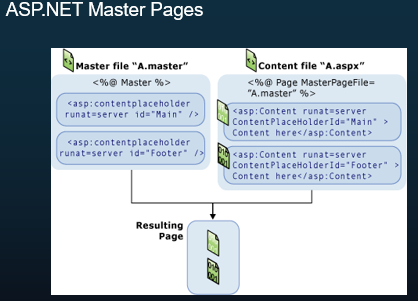 ASP.NET Master Pages
Master file “A.master”
<%@ Master %>
<asp:contentplaceholder
runat=server id="Main" />
<asp:contentplaceholder
runat=server id="Footer" />
Content file “A.aspx”
<%@ Page MasterPageFile=
“A.master” %>
<asp:Content runat=server
ContentPlaceHolderId="Main" >
Content here</asp:Content>
<asp:Content runat=server
ContentPlaceHolderId="Footer" >
Content here</asp:Content>
Resulting
Page